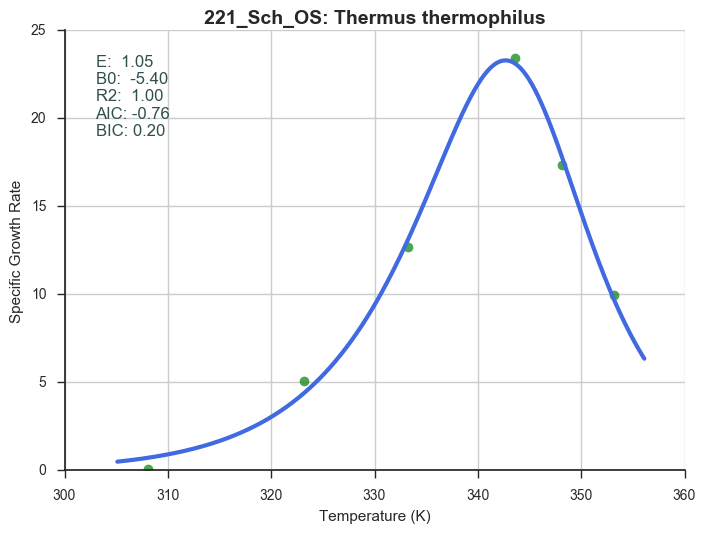 221_Sch_OS: Thermus thermophilus
E:  1.05
B0:  -5.40
R2:  1.00
AIC: -0.76
BIC: 0.20
25
20
15
10
5
0
Specific Growth Rate
300 310 320 330 340 350 360
Temperature (K)